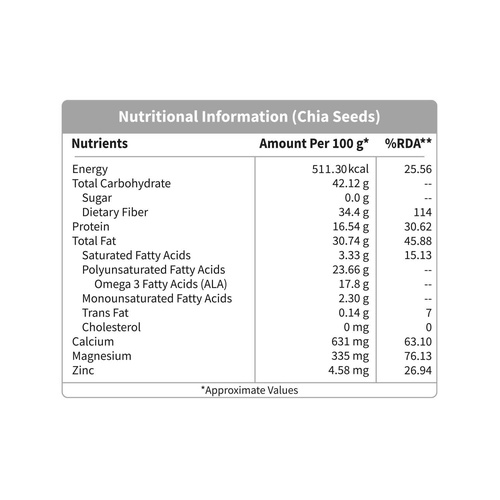 Nutritional Information (Chia Seeds)
Nutrients Amount Per 100 g* %RDA**
Energy 511.30kcal 25.56
Total Carbohydrate 42.12 g --
Sugar 0.0 g --
Dietary Fiber 34.4 g 114
Protein 16.54 g 30.62
Total Fat 30.74 g 45.88
Saturated Fatty Acids 3.33 g 15.13
Polyunsaturated Fatty Acids 23.66 g --
Omega 3 Fatty Acids (ALA) 17.8 g --
Monounsaturated Fatty Acids 2.30 g --
Trans Fat 0.14 g 7
Cholesterol 0 mg 0
Calcium 631 mg 63.10
Magnesium 335 mg 76.13
Zinc 4.58 mg 26.94
*Approximate Values